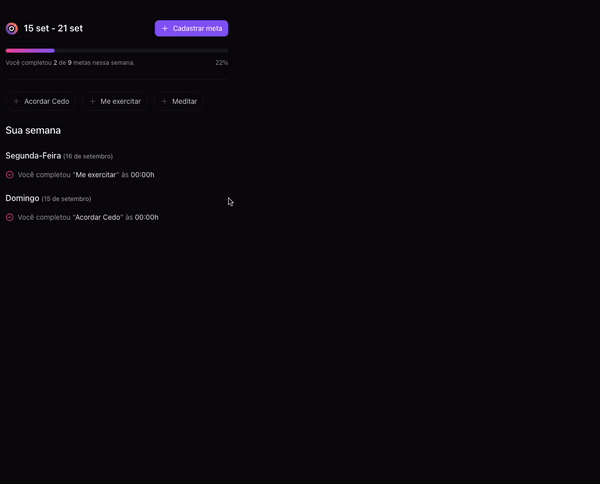 15 set - 21 set
Cadastrar meta
Você completou 2 de 9 metas nessa semana.
22%
Acordar Cedo
Me exercitar
Meditar
Sua semana
Segunda-Feira (16 de setembro)
Você completou "Me exercitar" às 00:00h
Domingo (15 de setembro)
Você completou "Acordar Cedo" às 00:00h